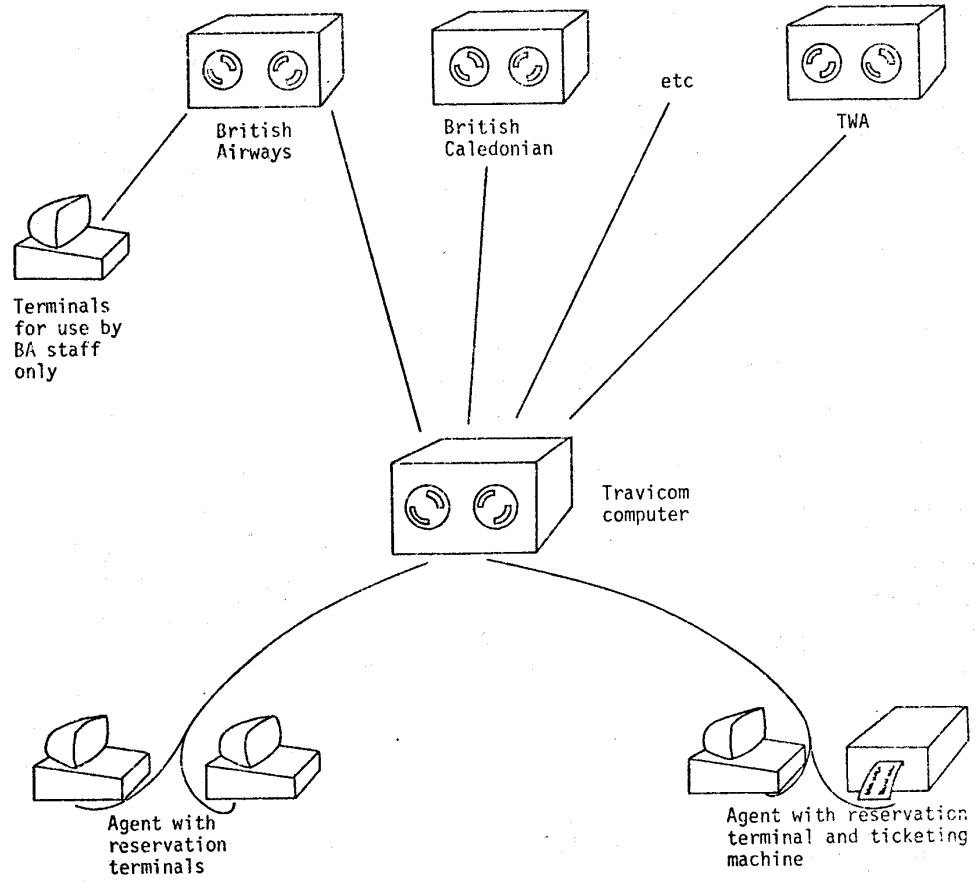 British
Airways
British
Caledonian
etc
TWA
Terminals
for use by
BA staff
only
Travicom
computer
Agent with
reservation
terminals
Agent with reservation
terminal and ticketing
machine